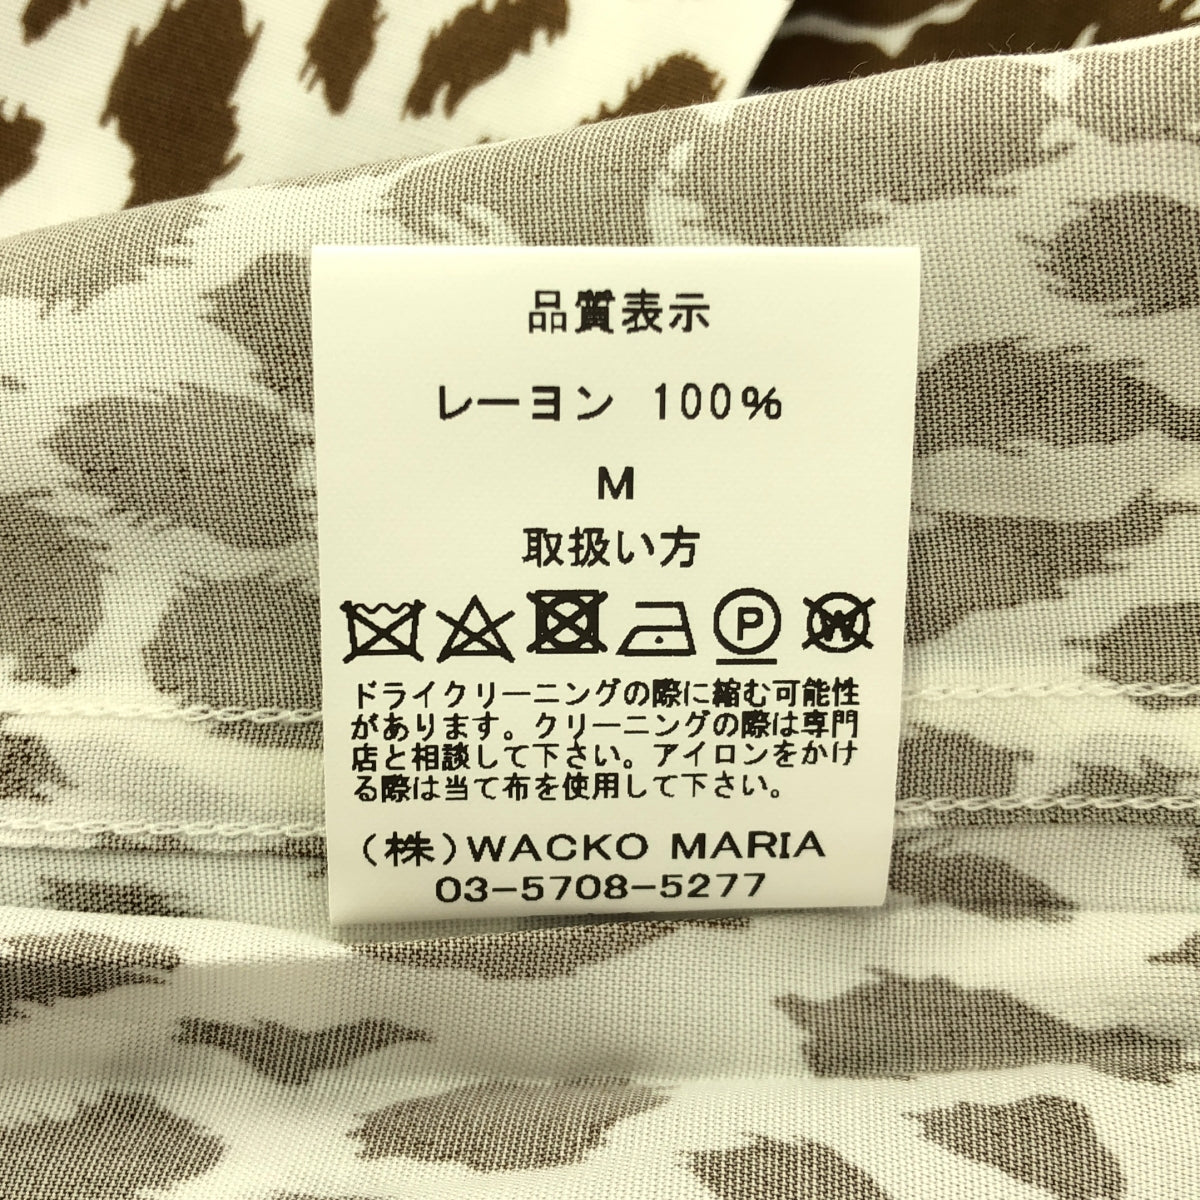 品質表示
レーヨン 100%
M
取扱い方
P W
ドライクリーニングの際に縮む可能性
があります。クリーニングの際は専門
店と相談して下さい。アイロンをかけ
る際は当て布を使用して下さい。
(株)WACKO MARIA
03-5708-5277